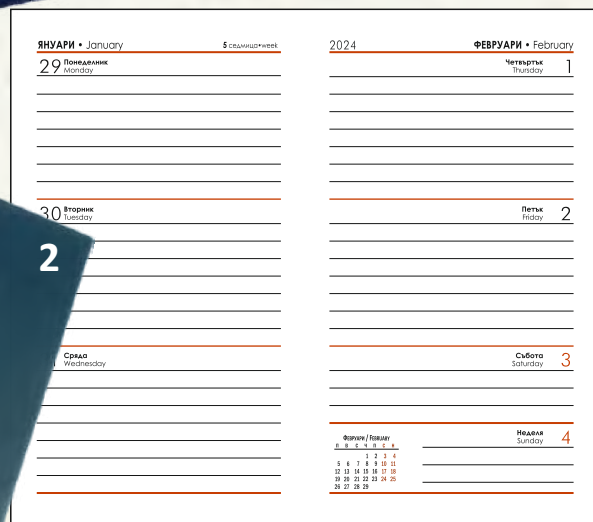 ЯНУАРИ • January
5 седмица•week
29 Понеделник
Monday
30 Вторник
Tuesday
2
Сряда
Wednesday
2024
ФЕВРУАРИ • February
Четвъртък
Thursday 1
Петък
Friday 2
Събота
Saturday 3
Неделя
Sunday 4
ФЕВРУАРИ / FEBRUARY
П В С Ч П С Н
1 2 3 4
5 6 7 8 9 10 11
12 13 14 15 16 17 18
19 20 21 22 23 24 25
26 27 28 29